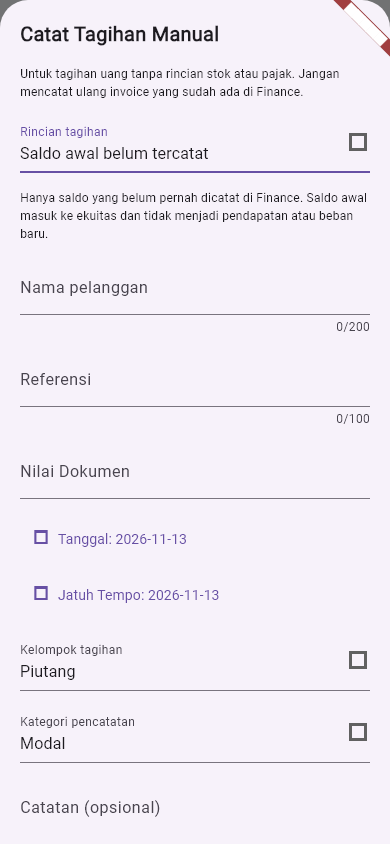 Catat Tagihan Manual
Untuk tagihan uang tanpa rincian stok atau pajak. Jangan
mencatat ulang invoice yang sudah ada di Finance.
Rincian tagihan
Saldo awal belum tercatat
Hanya saldo yang belum pernah dicatat di Finance. Saldo awal
masuk ke ekuitas dan tidak menjadi pendapatan atau beban
baru.
Nama pelanggan
0/200
Referensi
0/100
Nilai Dokumen
Tanggal: 2026-11-13
Jatuh Tempo: 2026-11-13
Kelompok tagihan
Piutang
Kategori pencatatan
Modal
Catatan (opsional)